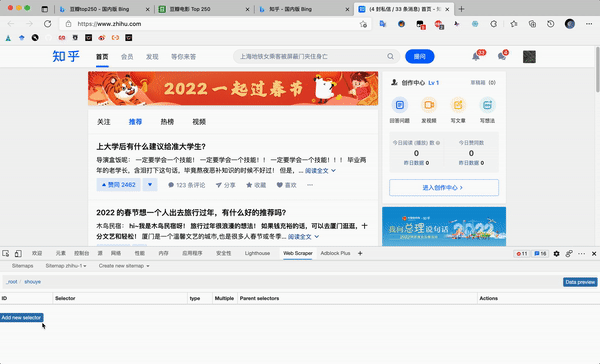 豆瓣top250 - 国内版 Bing
豆瓣电影 Top 250
知乎 - 国内版 Bing
(4 封私信 / 33 条消息) 首页 - 知
https://www.zhihu.com
知乎
首页
会员
发现
等你来答
上海地铁女乘客被屏蔽门夹住身亡
提问
2022 一起过春节
关注
推荐
热榜
视频
上大学后有什么建议给准大学生?
导演盒饭呢: 一定要学会一个技能! 一定要学会一个技能!! 一定要学会一个技能!!! 毕业两
年的老学长,含泪打下这句话,毕竟熬夜恶补知识的时候不好过! 但是,... 阅读全文
赞同 2462
123 条评论
分享
收藏
喜欢
2022 的春节想一个人出去旅行过年,有什么好的推荐吗?
木鸟民宿: hi~我是木鸟民宿呀! 旅行过年很浪漫的想法! 如果钱充裕的话,可以去厦门逛逛,十
分文艺和轻松! 厦门是一个温馨文艺的城市,也是很多人春节或冬季... 阅读全文
创作中心 Lv 1
草稿箱 (0)
回答问题
发视频
写文章
写想法
今日阅读 (播放) 数
0
昨日数据 0
今日赞同数
0
昨日数据 0
进入创作中心
欢迎
元素
控制台
源
网络
性能
内存
应用程序
安全性
Lighthouse
Web Scraper
Adblock Plus
11
16
Sitemaps
Sitemap zhihu-1
Create new sitemap
_root / shouye
Data preview
ID
Selector
type
Multiple
Parent selectors
Actions
Add new selector